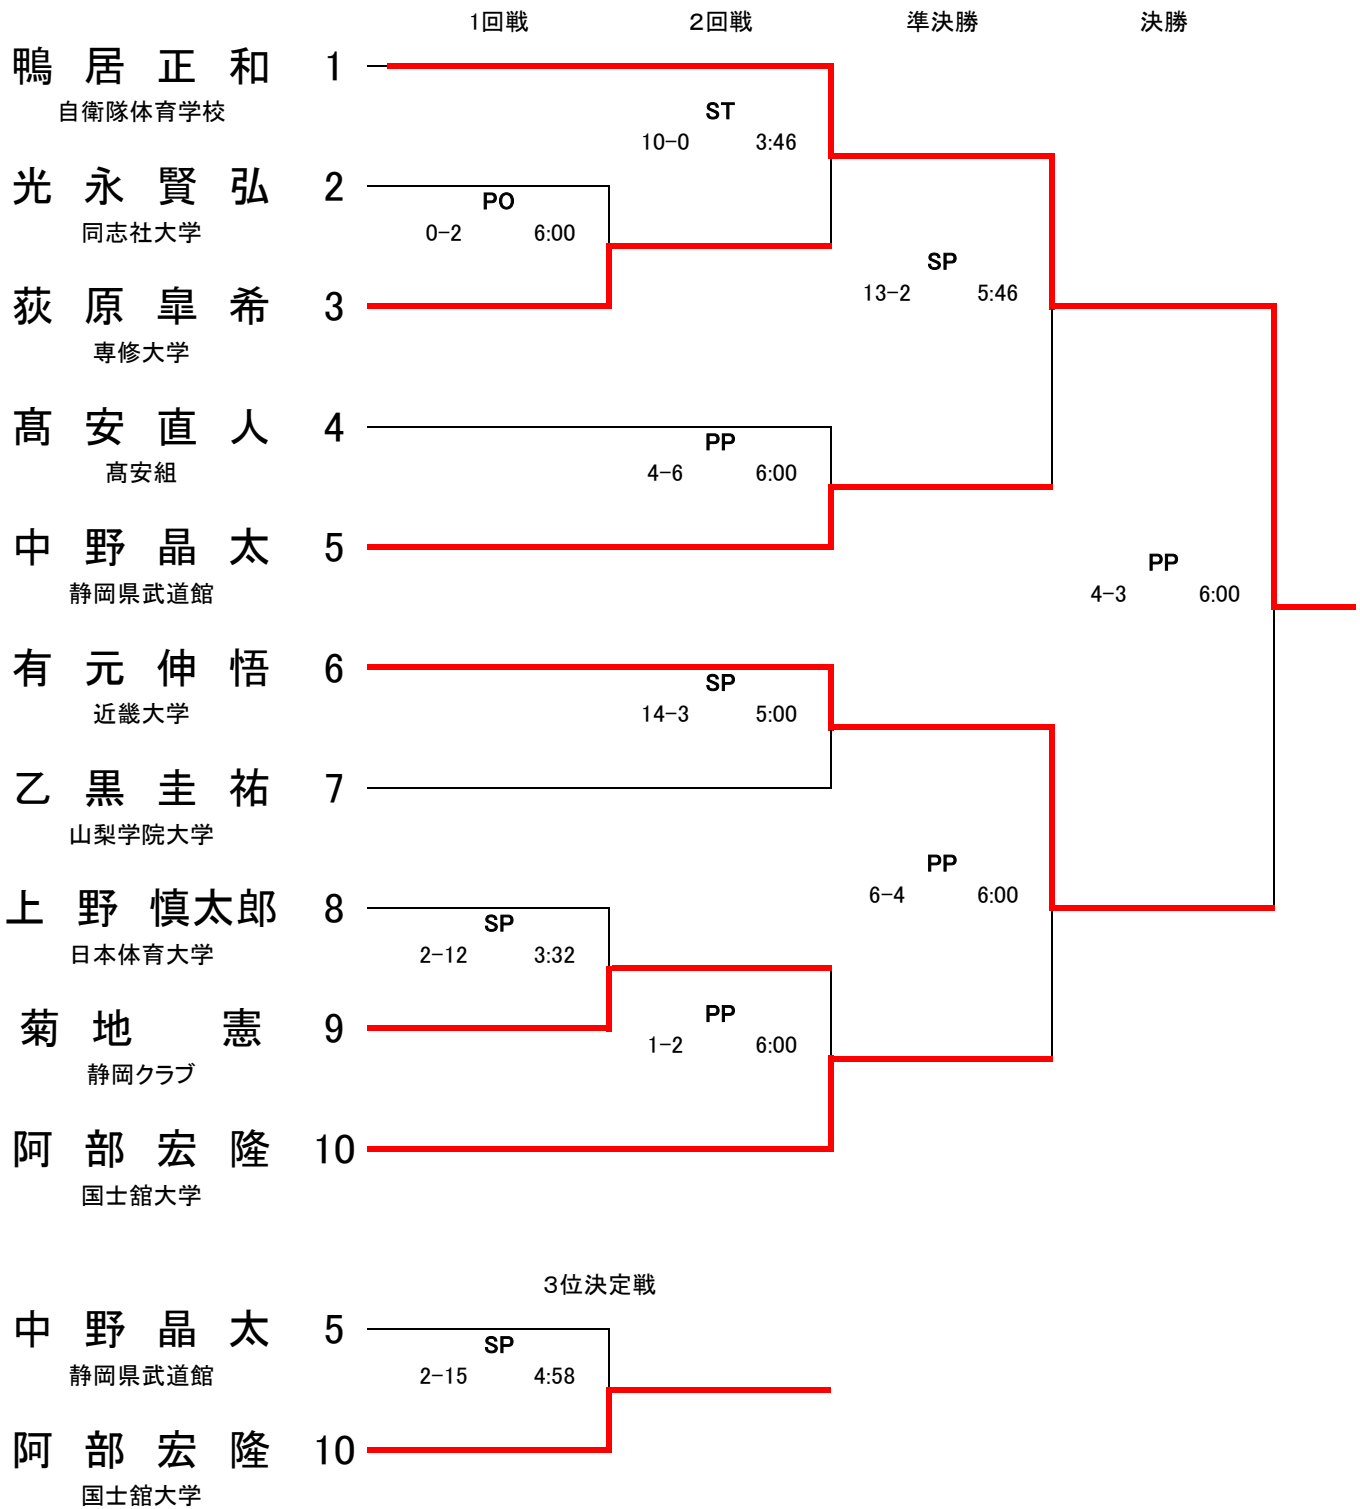 1回戦 2回戦 準決勝 決勝
鴨居正和 1
自衛隊体育学校
ST
10-0 3:46
光永賢弘 2
同志社大学
PO
0-2 6:00
荻原皐希 3
専修大学
SP
13-2 5:46
髙安直人 4
髙安組
PP
4-6 6:00
中野晶太 5
静岡県武道館
PP
4-3 6:00
有元伸悟 6
近畿大学
SP
14-3 5:00
乙黒圭祐 7
山梨学院大学
PP
6-4 6:00
上野慎太郎 8
日本体育大学
SP
2-12 3:32
菊地 憲 9
静岡クラブ
PP
1-2 6:00
阿部宏隆 10
国士舘大学
3位決定戦
中野晶太 5
静岡県武道館
SP
2-15 4:58
阿部宏隆 10
国士舘大学